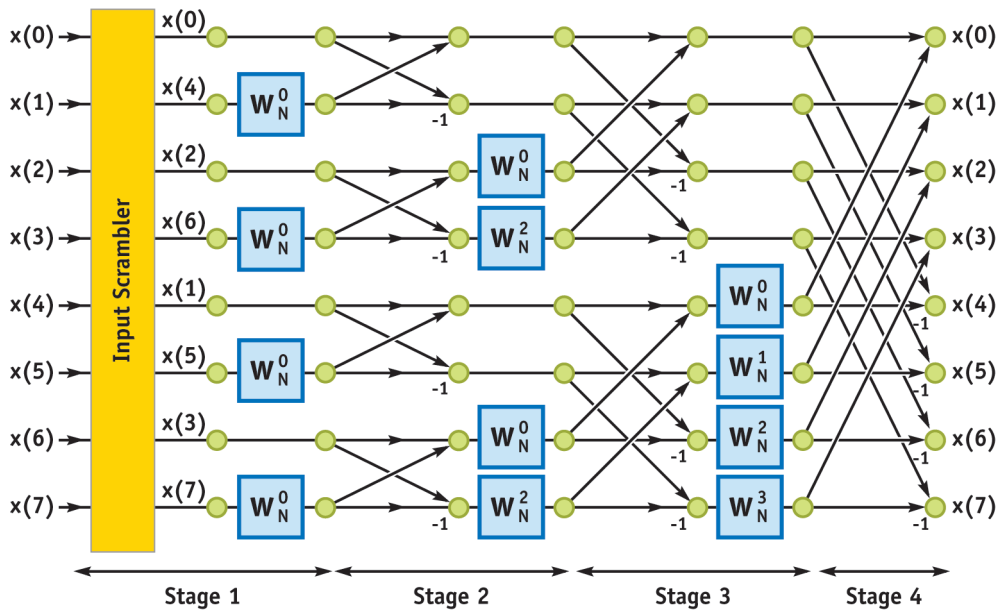 x(0) x(0) x(0)
x(1) x(4) W 0 N -1 x(1)
x(2) x(2) W 0 N -1 x(2)
x(3) x(6) W 0 N -1 W 2 N -1 x(3)
x(4) x(1) W 0 N -1 x(4)
x(5) x(5) W 0 N -1 W 1 N -1 x(5)
x(6) x(3) W 0 N -1 W 2 N -1 x(6)
x(7) x(7) W 0 N -1 W 2 N -1 W 3 N -1 x(7)
Input Scrambler
Stage 1 Stage 2 Stage 3 Stage 4